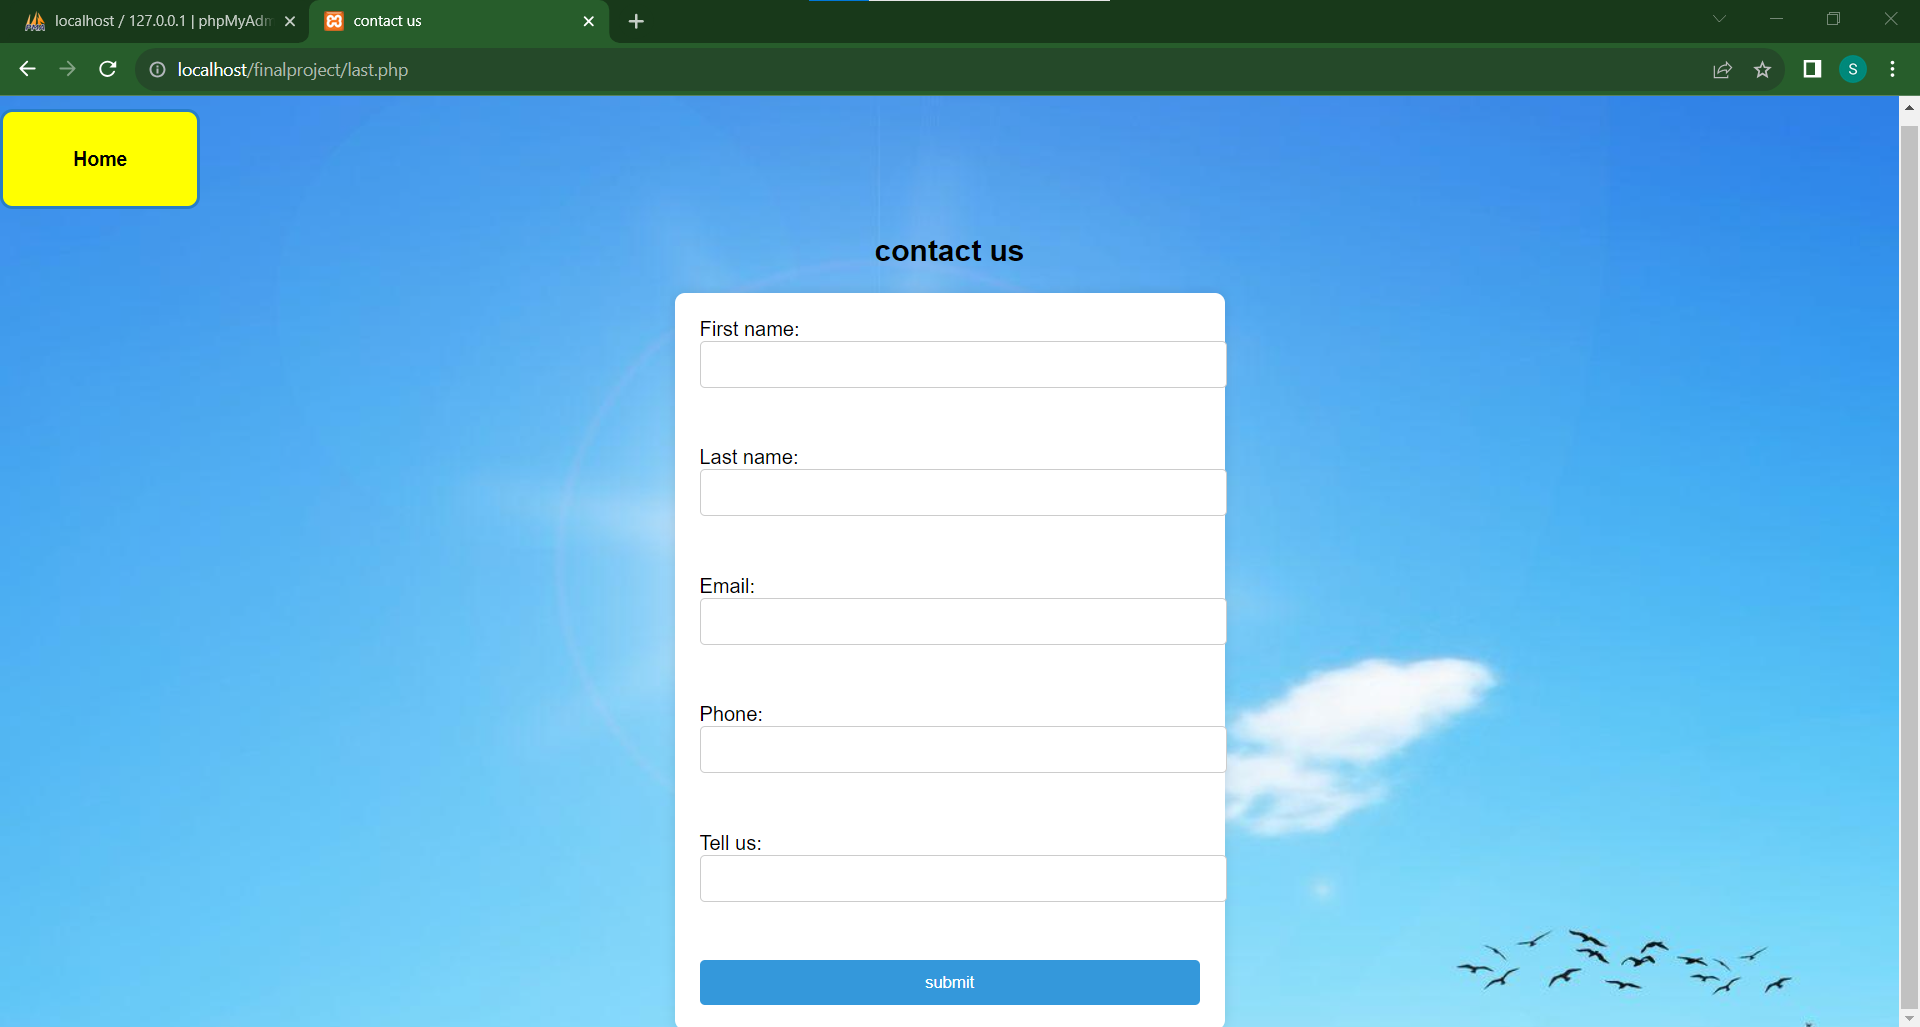 localhost / 127.0.0.1 | phpMyAdm
contact us
localhost/finalproject/last.php
S
Home
contact us
First name:
Last name:
Email:
Phone:
Tell us:
submit